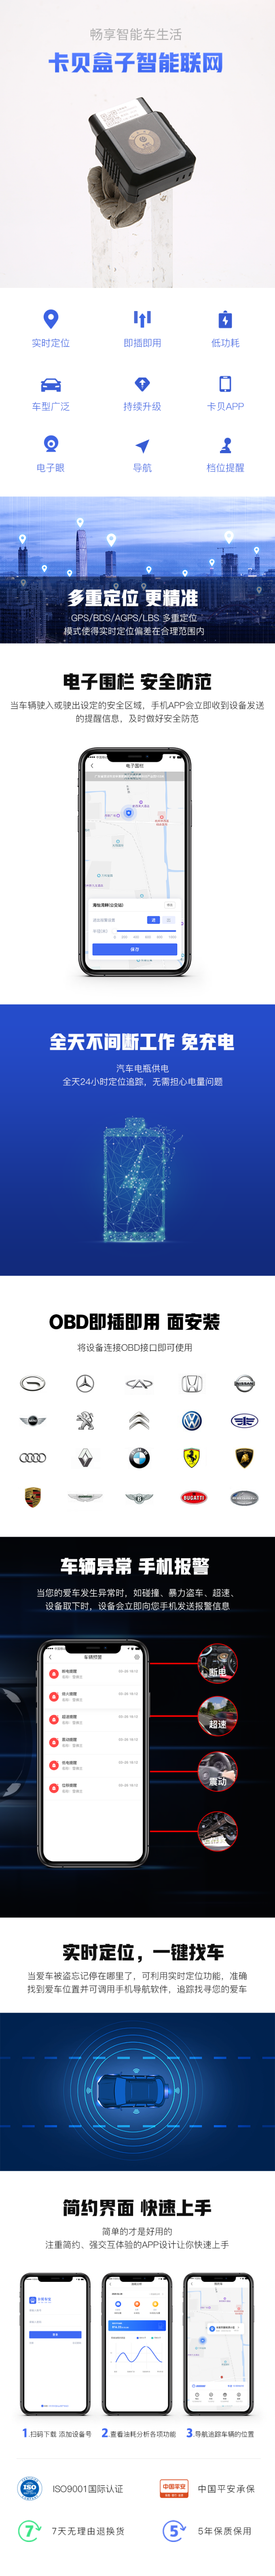 畅享智能车生活
卡贝盒子智能联网
实时定位
即插即用
低功耗
车型广泛
持续升级
卡贝APP
电子眼
导航
档位提醒
多重定位 更精准
GPS/BDS/AGPS/LBS 多重定位
模式使得实时定位偏差在合理范围内
电子围栏 安全防范
当车辆驶入或驶出设定的安全区域，手机APP会立即收到设备发送
的提醒信息，及时做好安全防范
电子围栏
保存
全天不间断工作 免充电
汽车电瓶供电
全天24小时定位追踪，无需担心电量问题
OBD即插即用 面安装
将设备连接OBD接口即可使用
BUGATTI
车辆异常 手机报警
当您的爱车发生异常时，如碰撞、暴力盗车、超速、
设备取下时，设备会立即向您手机发送报警信息
车辆预警
断电
超速
震动
实时定位，一键找车
当爱车被盗忘记停在哪里了，可利用实时定位功能，准确
找到爱车位置并可调用手机导航软件，追踪找寻您的爱车
简约界面 快速上手
简单的才是好用的
注重简约、强交互体验的APP设计让你快速上手
1.扫码下载 添加设备号
2.查看油耗分析各项功能
3.导航追踪车辆的位置
ISO
ISO9001国际认证
中国平安
中国平安承保
7
7天无理由退换货
5
5年保质保用